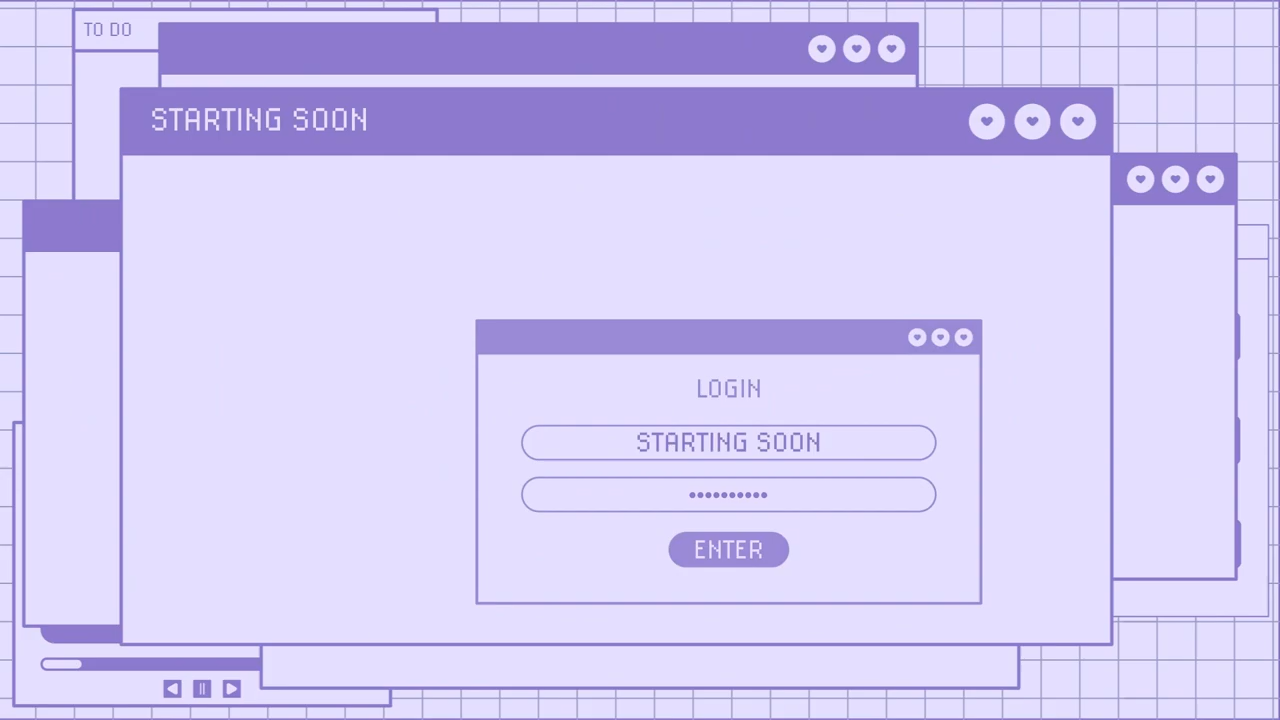 TO DO
STARTING SOON
LOGIN
STARTING SOON
••••••••••
ENTER